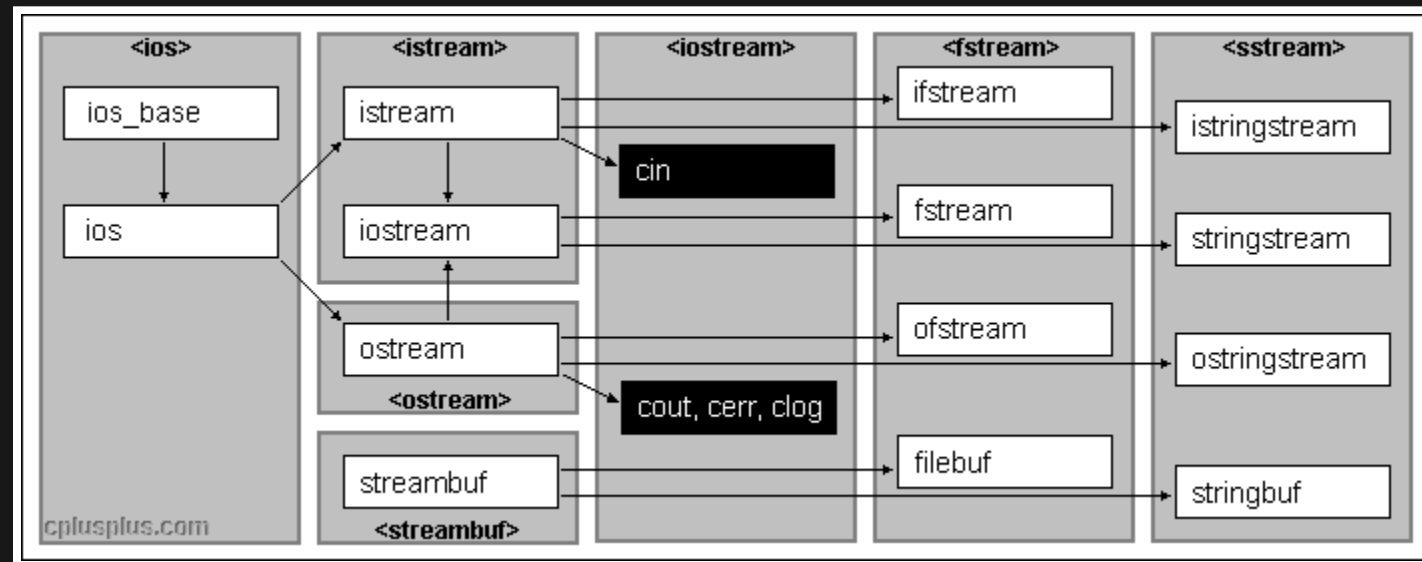 <ios>
ios_base
ios
cplusplus.com
<istream>
istream
iostream
ostream
<ostream>
streambuf
<streambuf>
<iostream>
cin
cout, cerr, clog
<fstream>
ifstream
fstream
ofstream
filebuf
<sstream>
istringstream
stringstream
ostringstream
stringbuf